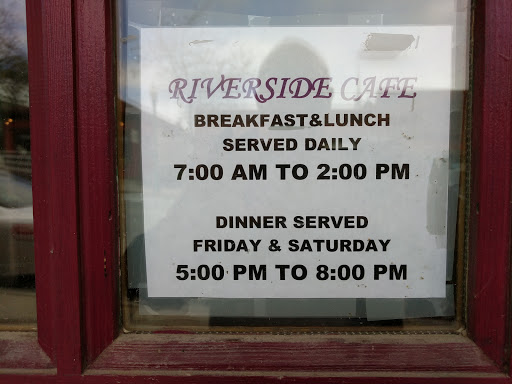 RIVERSIDE CAFE
BREAKFAST&LUNCH
SERVED DAILY
7:00 AM TO 2:00 PM
DINNER SERVED
FRIDAY & SATURDAY
5:00 PM TO 8:00 PM